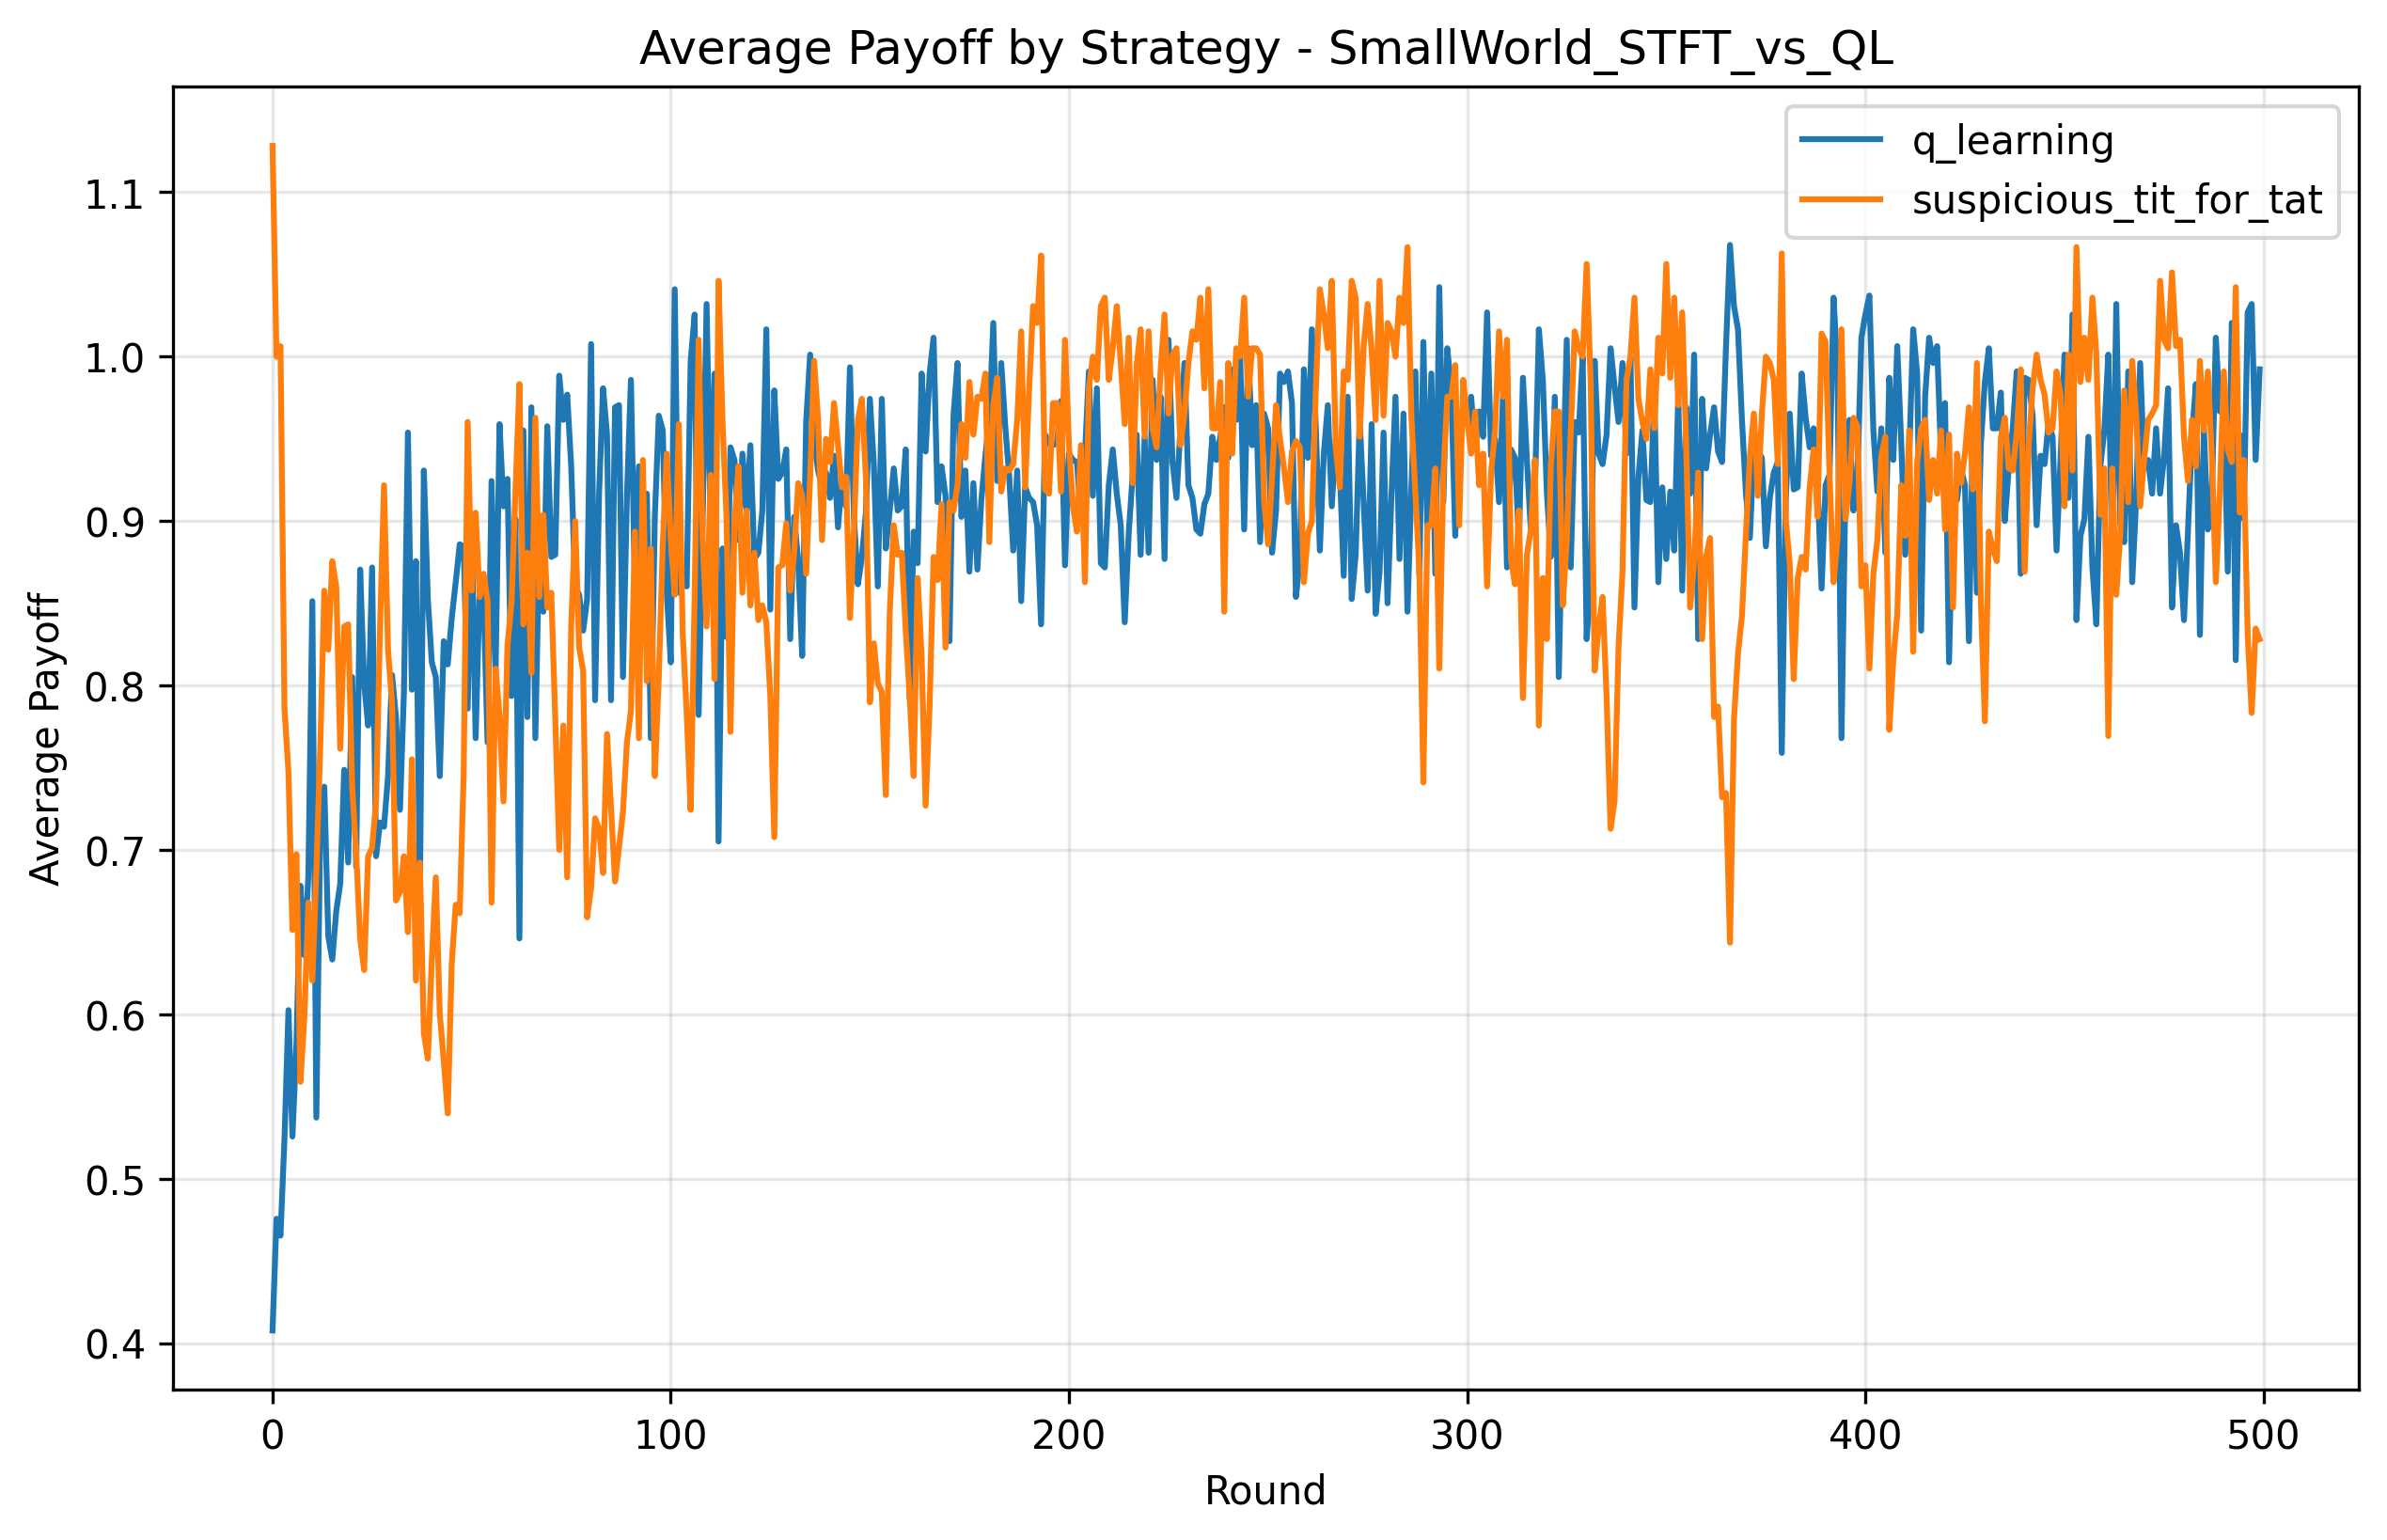 Average Payoff by Strategy - SmallWorld_STFT_vs_QL
q_learning
suspicious_tit_for_tat
1.1
1.0
0.9
0.8
0.7
0.6
0.5
0.4
Average Payoff
0 100 200 300 400 500
Round